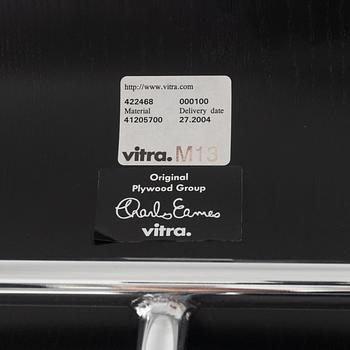 http://www.vitra.com
422468 000100
Material Delivery date
41205700 27.2004
vitra. M13
Original
Plywood Group
Charles Eames
vitra.